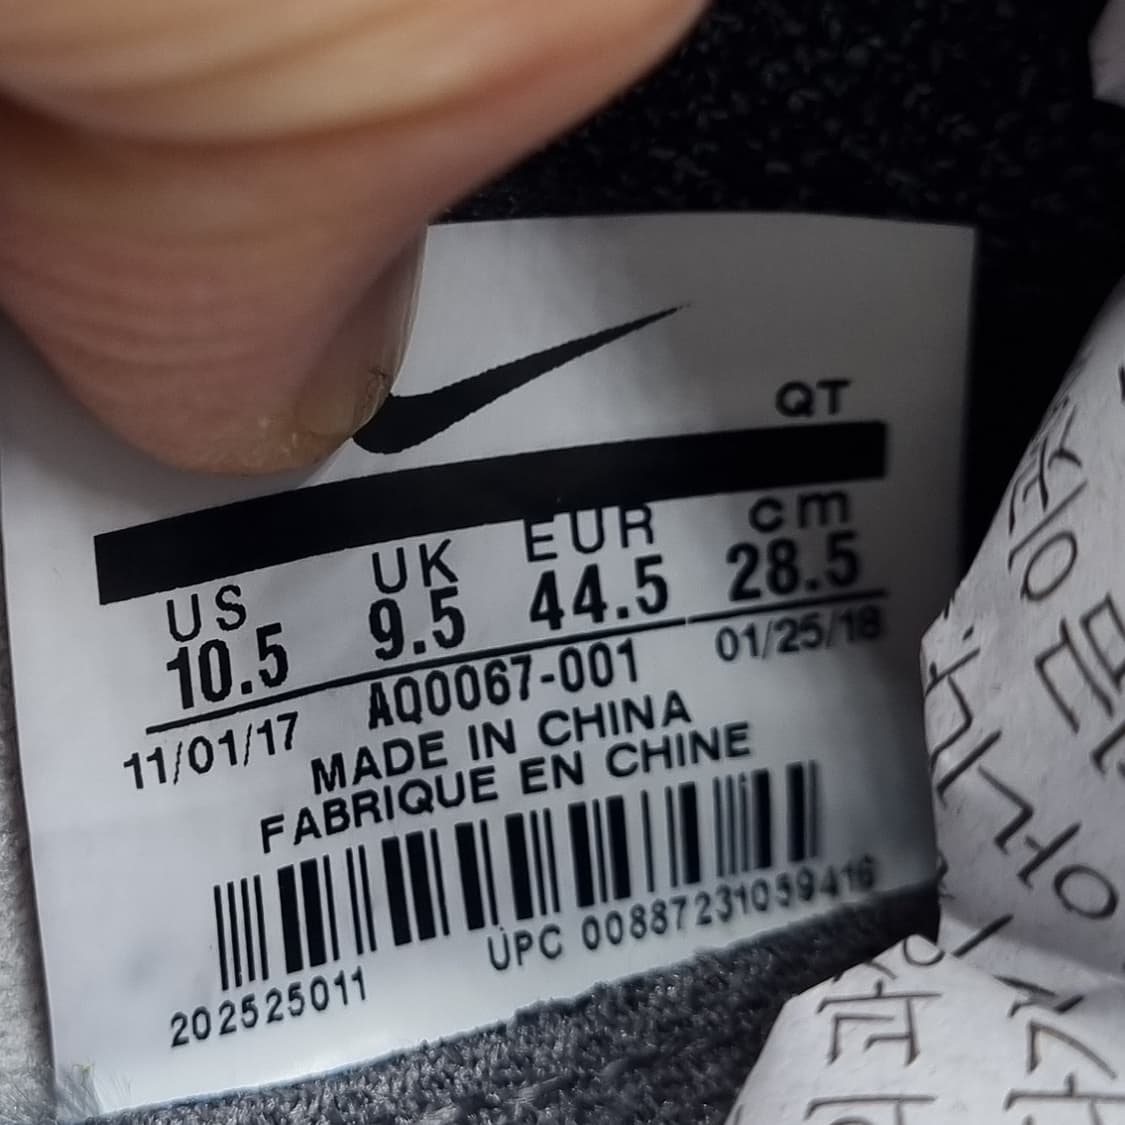 QT
US UK EUR cm
10.5 9.5 44.5 28.5
11/01/17 AQ0067-001 01/25/18
MADE IN CHINA
FABRIQUE EN CHINE
202525011 UPC 00887231059416